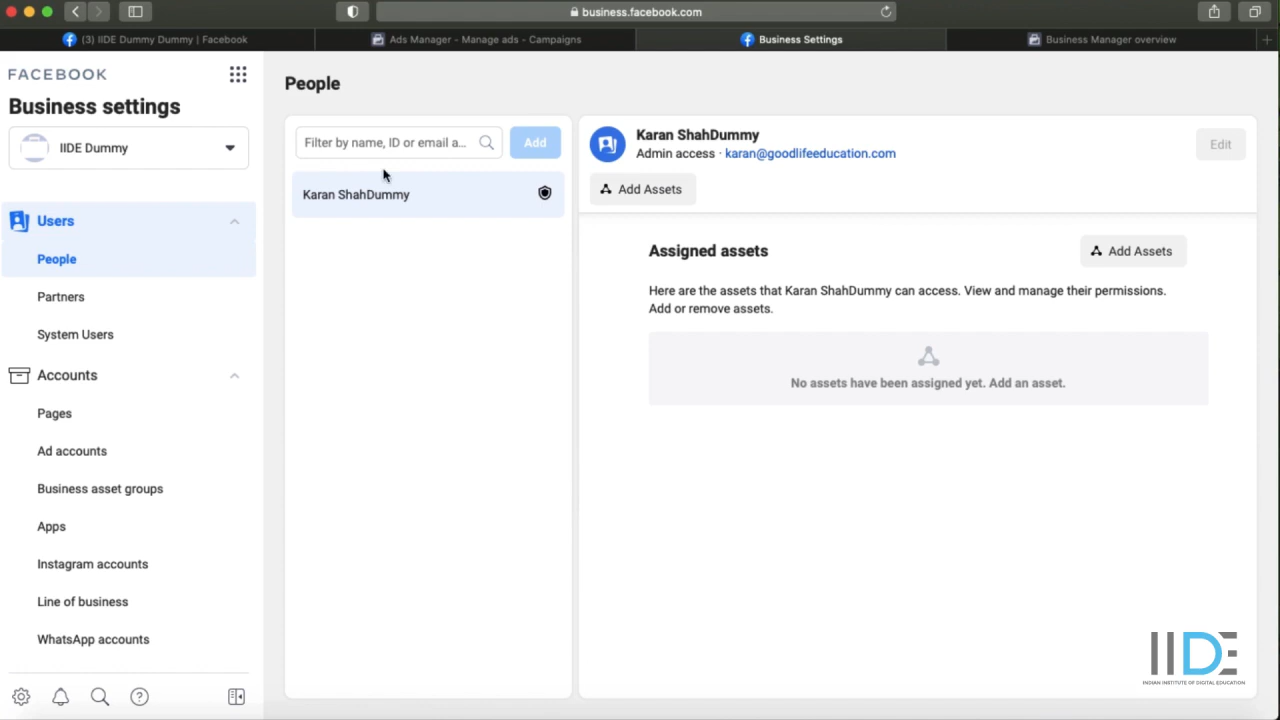 business.facebook.com
(3) IIDE Dummy Dummy | Facebook
Ads Manager - Manage ads - Campaigns
Business Settings
Business Manager overview
FACEBOOK
Business settings
IIDE Dummy
Users
People
Partners
System Users
Accounts
Pages
Ad accounts
Business asset groups
Apps
Instagram accounts
Line of business
WhatsApp accounts
People
Filter by name, ID or email a...
Add
Karan ShahDummy
Karan ShahDummy
Admin access · karan@goodlifeeducation.com
Edit
Add Assets
Assigned assets
Add Assets
Here are the assets that Karan ShahDummy can access. View and manage their permissions.
Add or remove assets.
No assets have been assigned yet. Add an asset.
IIDE
INDIAN INSTITUTE OF DIGITAL EDUCATION